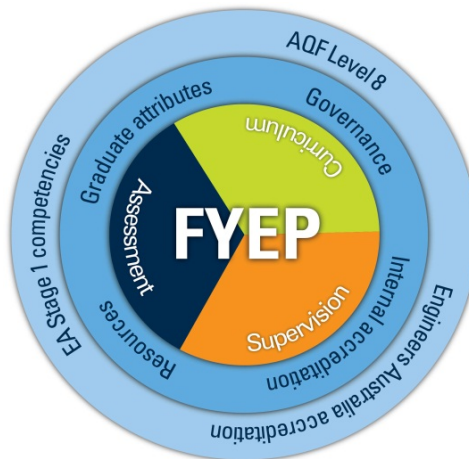 AQF Level 8
EA Stage 1 competencies
Engineers Australia accreditation
Graduate attributes
Governance
Resources
Internal accreditation
Curriculum
Assessment
FYEP
Supervision